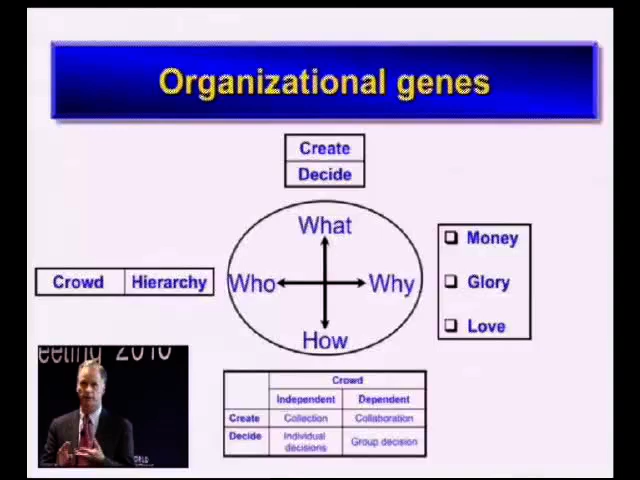 Organizational genes
Create
Decide
What
Who
Why
How
Crowd Hierarchy
Money
Glory
Love
Crowd
Independent Dependent
Create Collection Collaboration
Decide Individual decisions Group decision
eeting 2010
WORLD